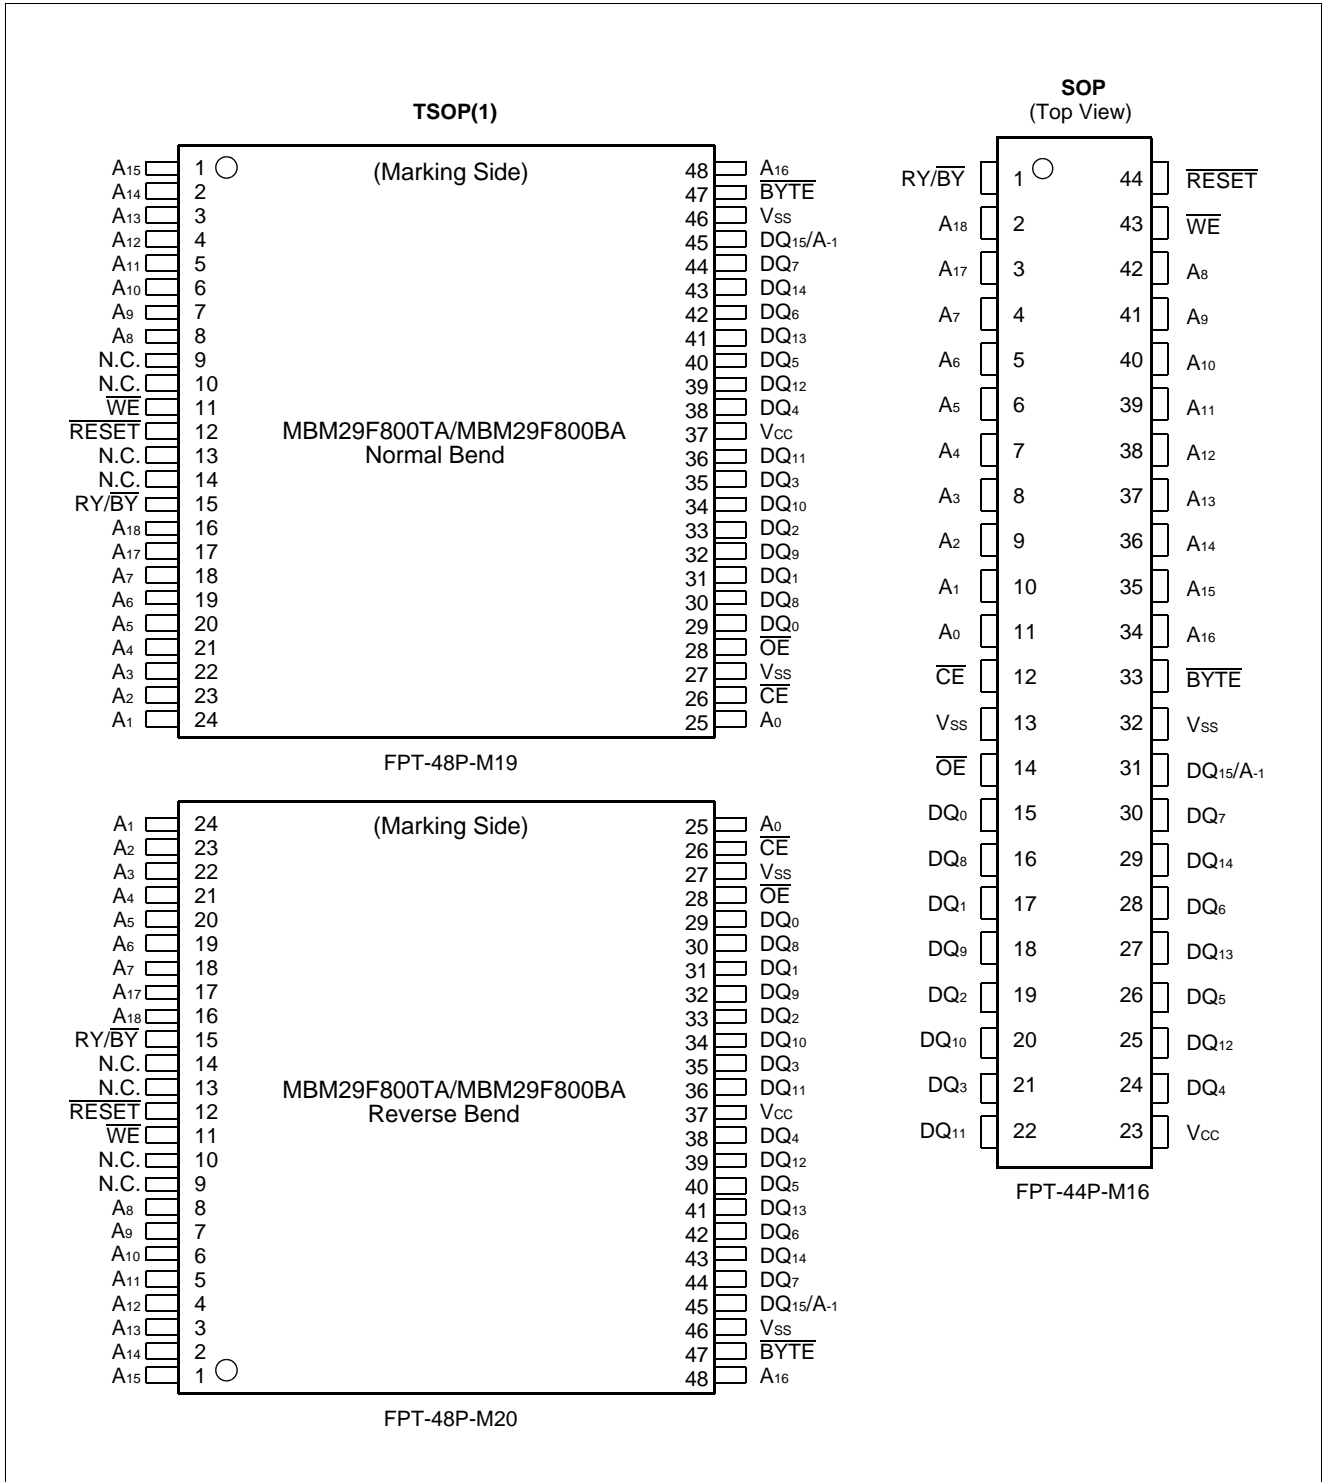 TSOP(1)
(Marking Side)
A15 1 48 A16
A14 2 47 BYTE
A13 3 46 VSS
A12 4 45 DQ15/A-1
A11 5 44 DQ7
A10 6 43 DQ14
A9 7 42 DQ6
A8 8 41 DQ13
N.C. 9 40 DQ5
N.C. 10 39 DQ12
WE 11 38 DQ4
RESET 12 37 VCC
N.C. 13 36 DQ11
N.C. 14 35 DQ3
RY/BY 15 34 DQ10
A18 16 33 DQ2
A17 17 32 DQ9
A7 18 31 DQ1
A6 19 30 DQ8
A5 20 29 DQ0
A4 21 28 OE
A3 22 27 VSS
A2 23 26 CE
A1 24 25 A0
MBM29F800TA/MBM29F800BA
Normal Bend
FPT-48P-M19
(Marking Side)
A1 24 25 A0
A2 23 26 CE
A3 22 27 VSS
A4 21 28 OE
A5 20 29 DQ0
A6 19 30 DQ8
A7 18 31 DQ1
A17 17 32 DQ9
A18 16 33 DQ2
RY/BY 15 34 DQ10
N.C. 14 35 DQ3
N.C. 13 36 DQ11
RESET 12 37 VCC
WE 11 38 DQ4
N.C. 10 39 DQ12
N.C. 9 40 DQ5
A8 8 41 DQ13
A9 7 42 DQ6
A10 6 43 DQ14
A11 5 44 DQ7
A12 4 45 DQ15/A-1
A13 3 46 VSS
A14 2 47 BYTE
A15 1 48 A16
MBM29F800TA/MBM29F800BA
Reverse Bend
FPT-48P-M20
SOP
(Top View)
RY/BY 1 44 RESET
A18 2 43 WE
A17 3 42 A8
A7 4 41 A9
A6 5 40 A10
A5 6 39 A11
A4 7 38 A12
A3 8 37 A13
A2 9 36 A14
A1 10 35 A15
A0 11 34 A16
CE 12 33 BYTE
VSS 13 32 VSS
OE 14 31 DQ15/A-1
DQ0 15 30 DQ7
DQ8 16 29 DQ14
DQ1 17 28 DQ6
DQ9 18 27 DQ13
DQ2 19 26 DQ5
DQ10 20 25 DQ12
DQ3 21 24 DQ4
DQ11 22 23 VCC
FPT-44P-M16